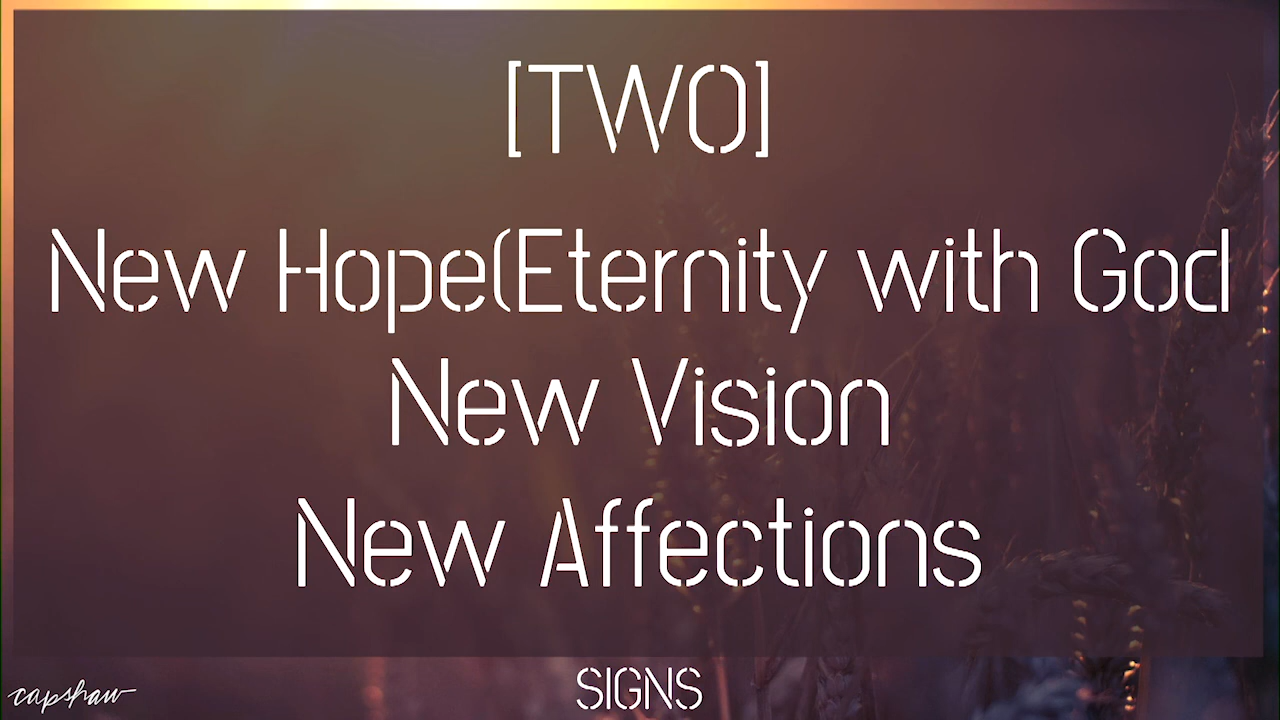 [TWO]
New Hope(Eternity with God
New Vision
New Affections
SIGNS
capshaw